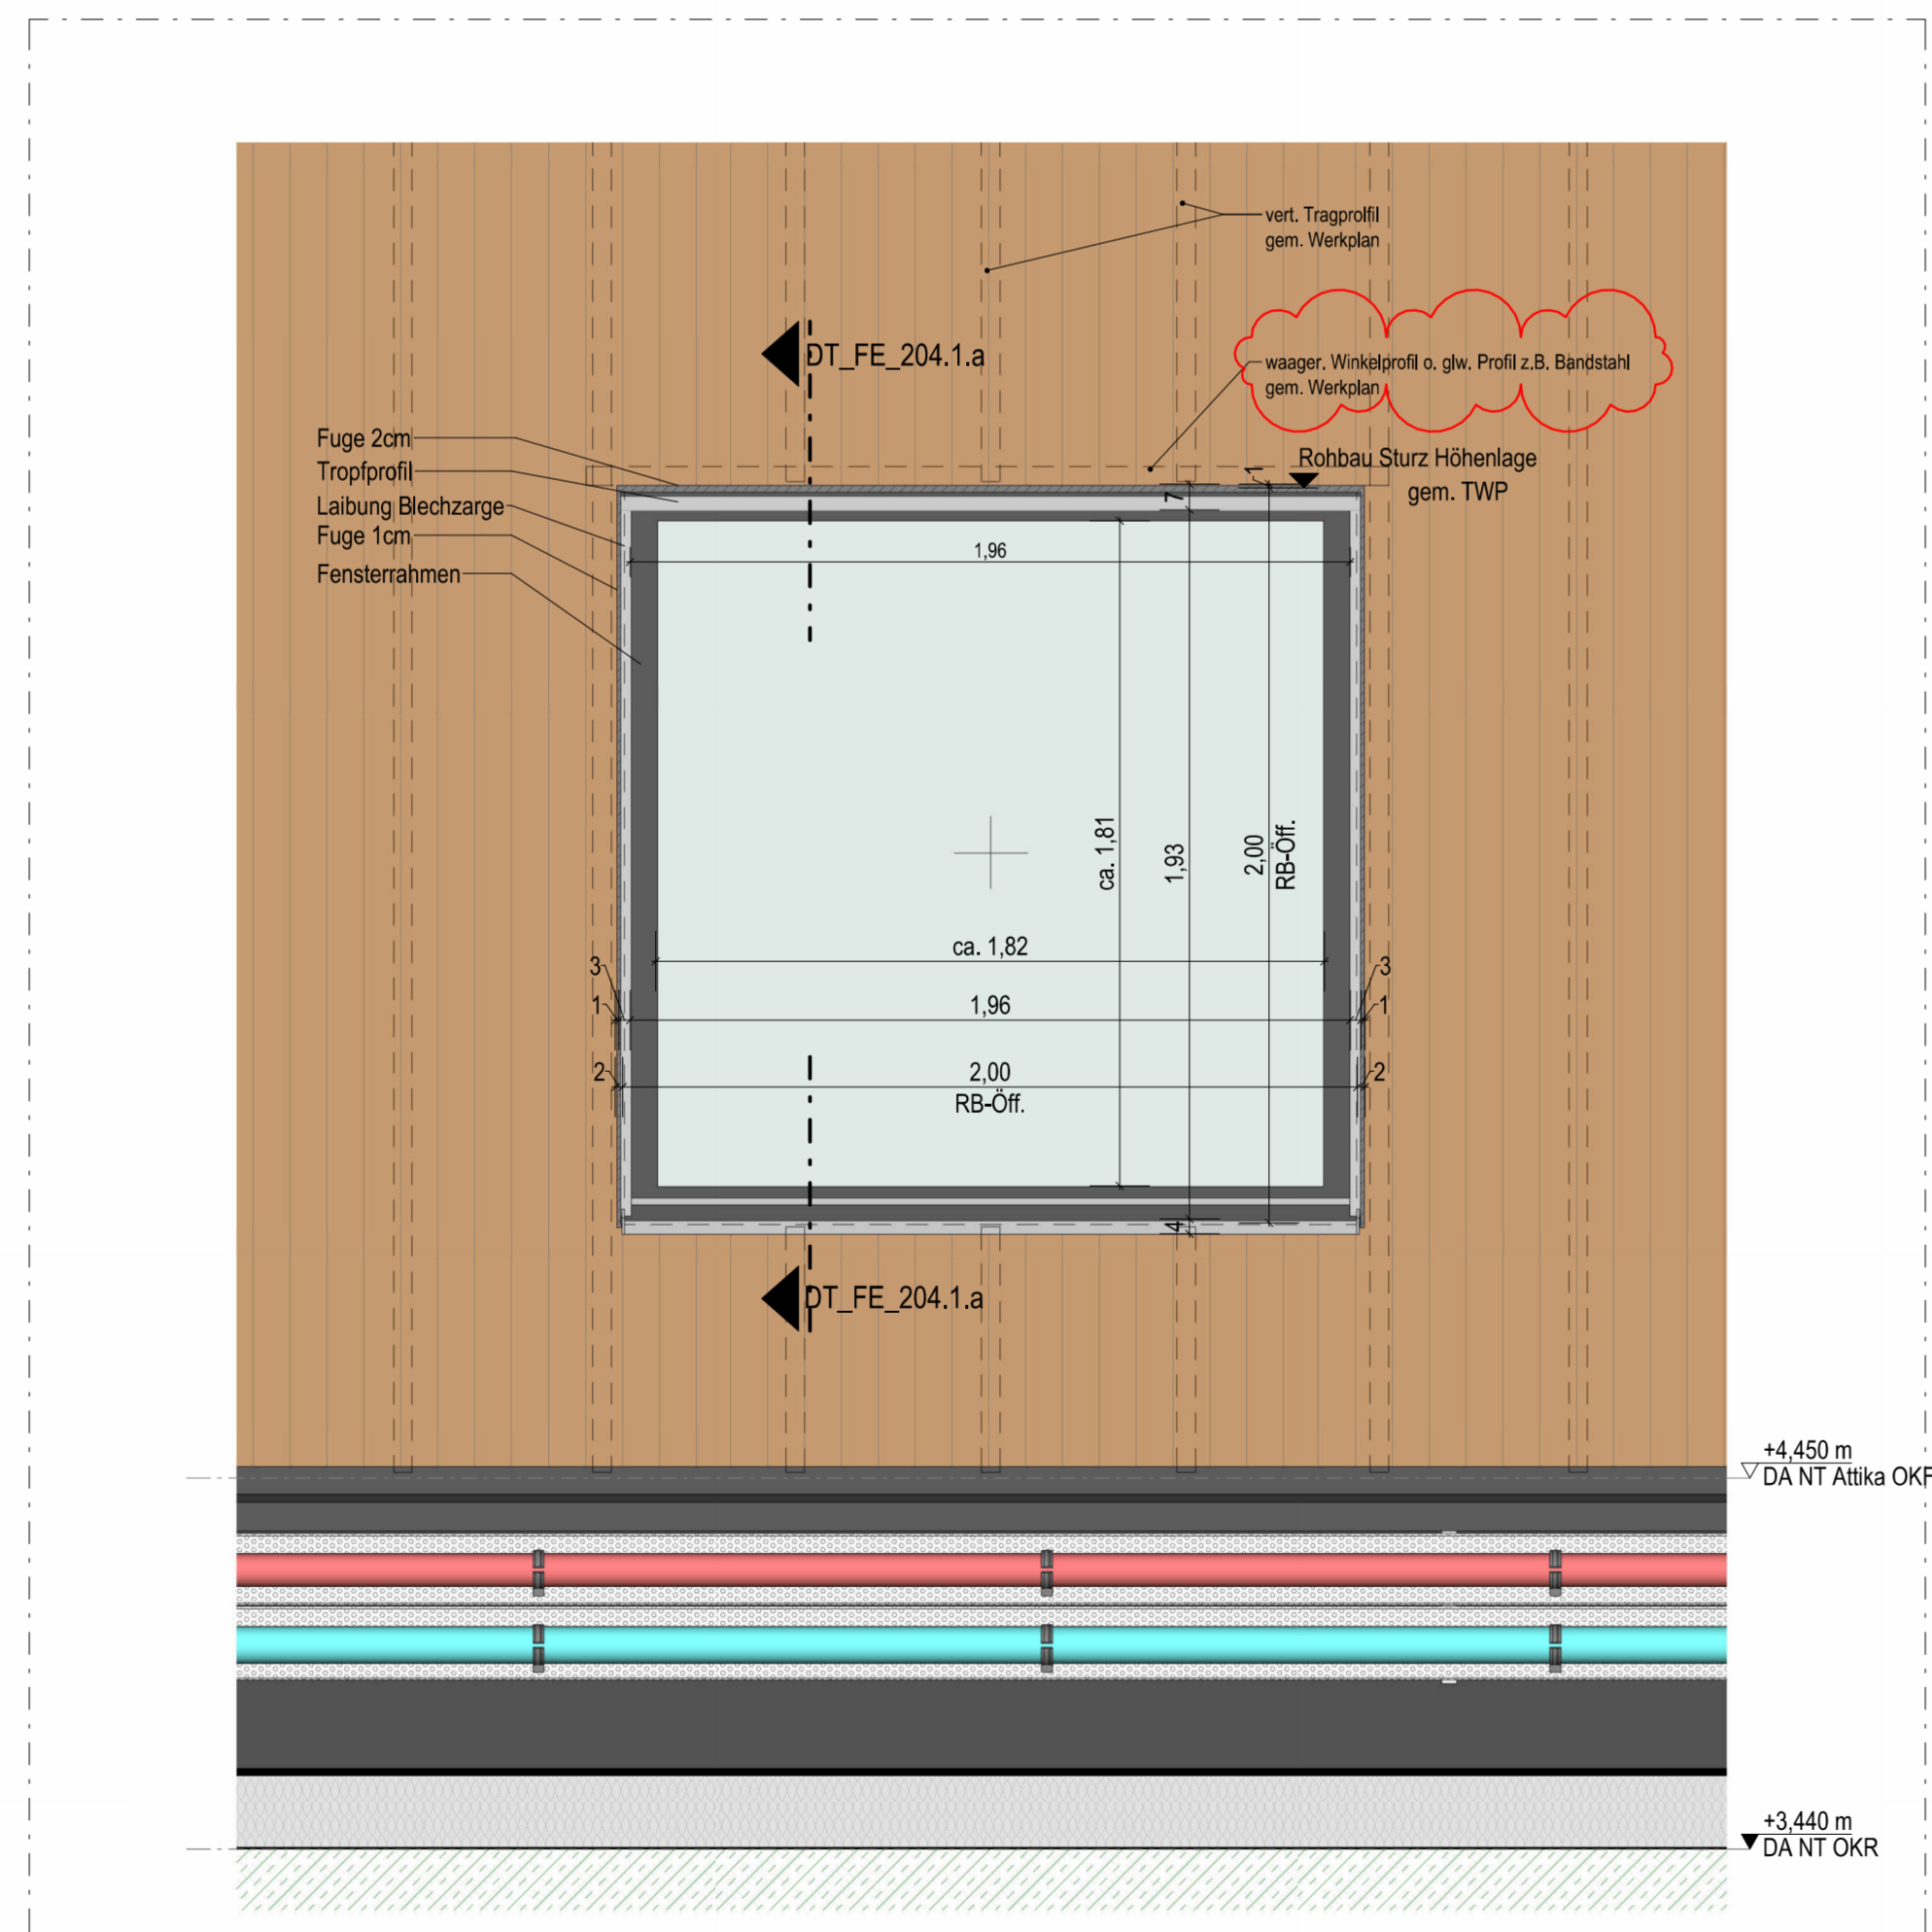 vert. Tragprolfil
gem. Werkplan
DT_FE_204.1.a
waager. Winkelprofil o. glw. Profil z.B. Bandstahl
gem. Werkplan
Fuge 2cm
Tropfprofil
Laibung Blechzarge
Fuge 1cm
Fensterrahmen
Rohbau Sturz Höhenlage
gem. TWP
1
7
1,96
ca. 1,81
1,93
2,00
RB-Öff.
ca. 1,82
3
3
1
1,96
1
2
2,00
2
RB-Öff.
4
DT_FE_204.1.a
+4,450 m
DA NT Attika OKF
+3,440 m
DA NT OKR